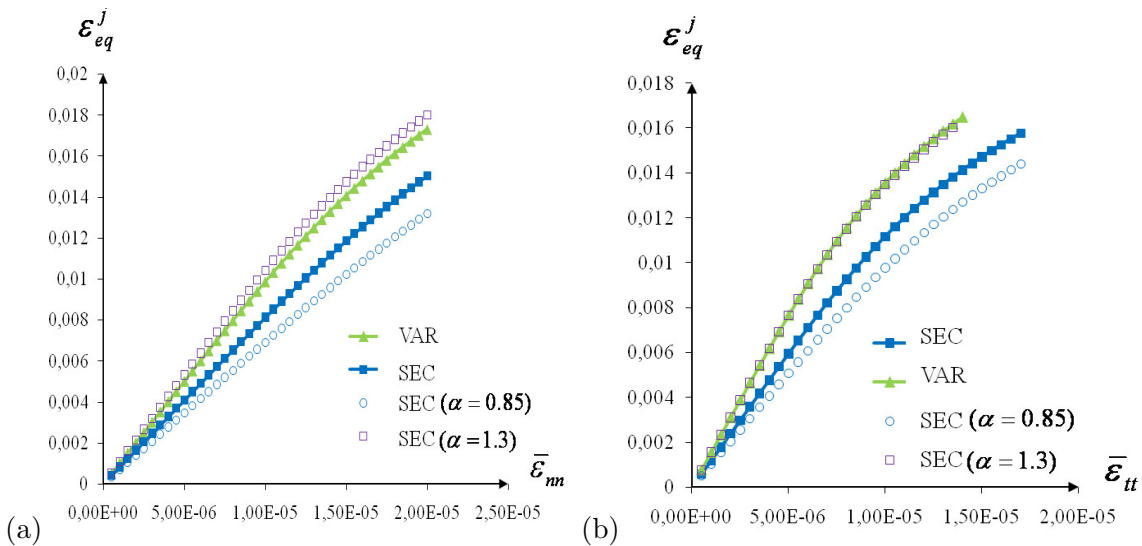 ε^j_eq
0,02
0,018
0,016
0,014
0,012
0,01
0,008
0,006
0,004
0,002
0
VAR
SEC
SEC (α = 0.85)
SEC (α = 1.3)
ε̅_nn
0,00E+00 5,00E-06 1,00E-05 1,50E-05 2,00E-05 2,50E-05
(a)
ε^j_eq
0,018
0,016
0,014
0,012
0,01
0,008
0,006
0,004
0,002
0
SEC
VAR
SEC (α = 0.85)
SEC (α = 1.3)
ε̅_tt
0,00E+00 5,00E-06 1,00E-05 1,50E-05 2,00E-05
(b)